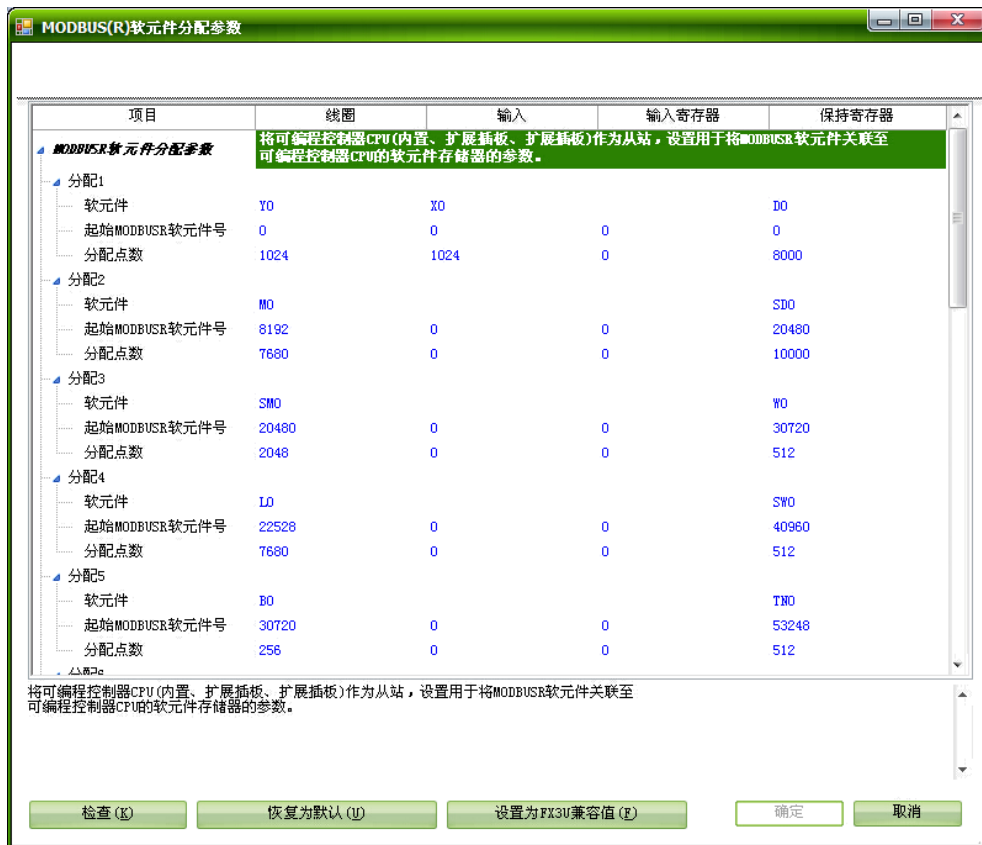 MODBUS(R)软元件分配参数
项目 线圈 输入 输入寄存器 保持寄存器
MODBUSR软元件分配参数 将可编程控制器CPU(内置、扩展插板、扩展插板)作为从站，设置用于将MODBUSR软元件关联至
可编程控制器CPU的软元件存储器的参数。
分配1
软元件 Y0 X0 D0
起始MODBUSR软元件号 0 0 0 0
分配点数 1024 1024 0 8000
分配2
软元件 M0 SD0
起始MODBUSR软元件号 8192 0 0 20480
分配点数 7680 0 0 10000
分配3
软元件 SM0 W0
起始MODBUSR软元件号 20480 0 0 30720
分配点数 2048 0 0 512
分配4
软元件 L0 SW0
起始MODBUSR软元件号 22528 0 0 40960
分配点数 7680 0 0 512
分配5
软元件 B0 TN0
起始MODBUSR软元件号 30720 0 0 53248
分配点数 256 0 0 512
将可编程控制器CPU(内置、扩展插板、扩展插板)作为从站，设置用于将MODBUSR软元件关联至
可编程控制器CPU的软元件存储器的参数。
检查(K) 恢复为默认(U) 设置为FX3U兼容值(F) 确定 取消